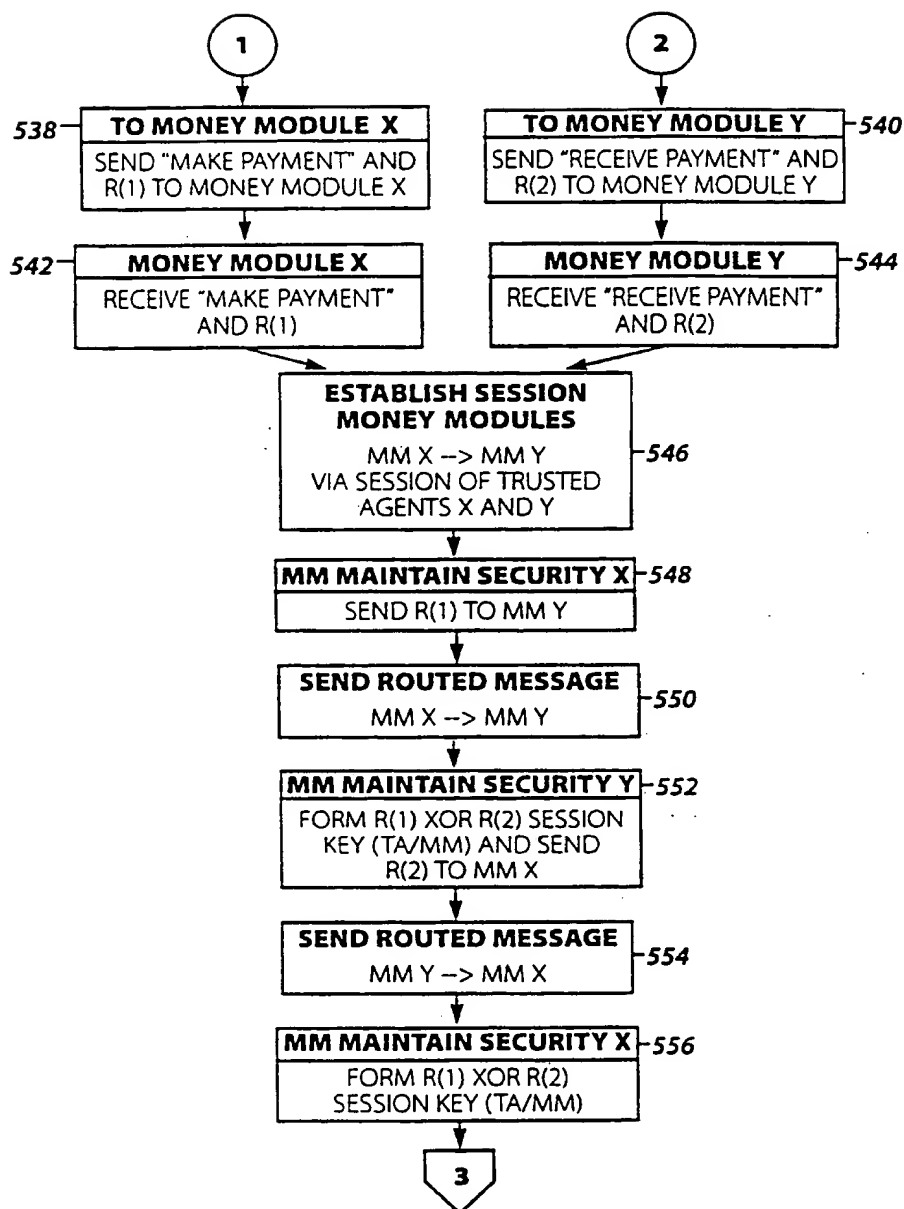 1
2
538
TO MONEY MODULE X
SEND "MAKE PAYMENT" AND
R(1) TO MONEY MODULE X
TO MONEY MODULE Y
540
SEND "RECEIVE PAYMENT" AND
R(2) TO MONEY MODULE Y
542
MONEY MODULE X
RECEIVE "MAKE PAYMENT"
AND R(1)
MONEY MODULE Y
544
RECEIVE "RECEIVE PAYMENT"
AND R(2)
ESTABLISH SESSION
MONEY MODULES
MM X --> MM Y
546
VIA SESSION OF TRUSTED
AGENTS X AND Y
MM MAINTAIN SECURITY X
548
SEND R(1) TO MM Y
SEND ROUTED MESSAGE
550
MM X --> MM Y
MM MAINTAIN SECURITY Y
552
FORM R(1) XOR R(2) SESSION
KEY (TA/MM) AND SEND
R(2) TO MM X
SEND ROUTED MESSAGE
554
MM Y --> MM X
MM MAINTAIN SECURITY X
556
FORM R(1) XOR R(2)
SESSION KEY (TA/MM)
3